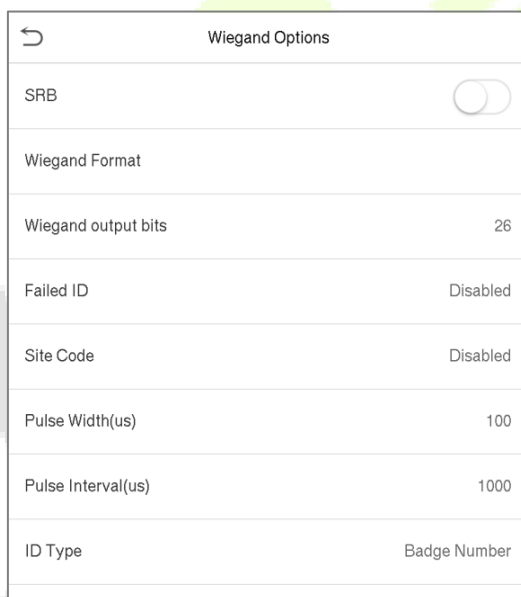 Wiegand Options
SRB
Wiegand Format
Wiegand output bits 26
Failed ID Disabled
Site Code Disabled
Pulse Width(us) 100
Pulse Interval(us) 1000
ID Type Badge Number